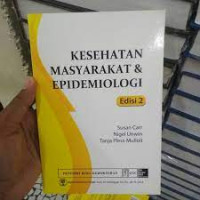 KESEHATAN
MASYARAKAT &
EPIDEMIOLOGI
Edisi 2
Susan Carr
Nigel Unwin
Tanja Pless-Mulloli